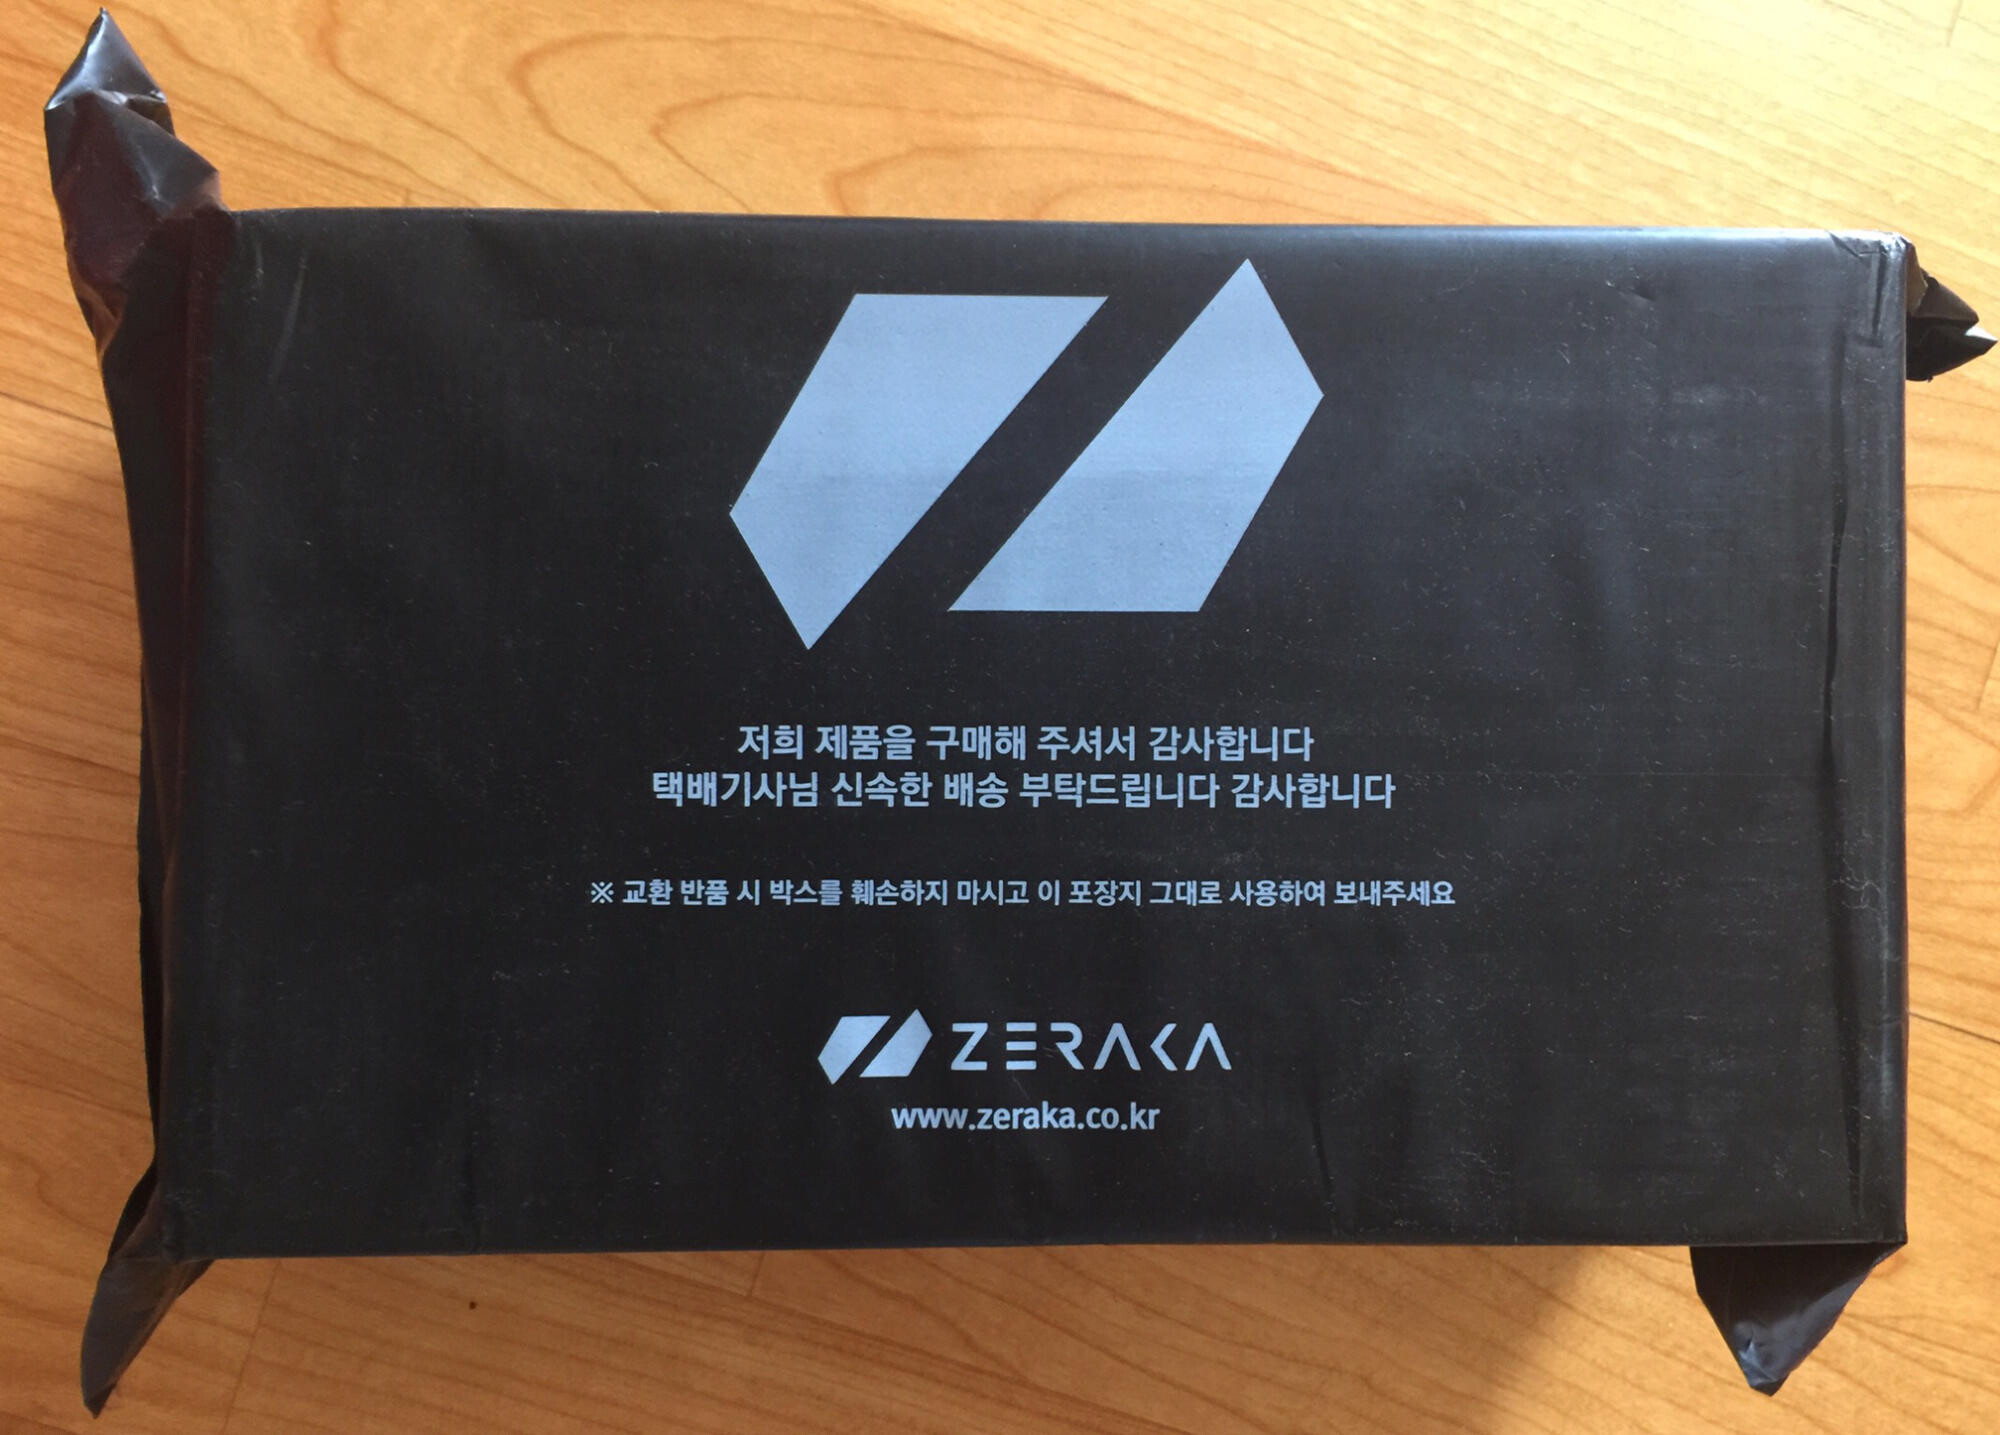 저희 제품을 구매해 주셔서 감사합니다
택배기사님 신속한 배송 부탁드립니다 감사합니다
※ 교환 반품 시 박스를 훼손하지 마시고 이 포장지 그대로 사용하여 보내주세요
ZERAKA
www.zeraka.co.kr